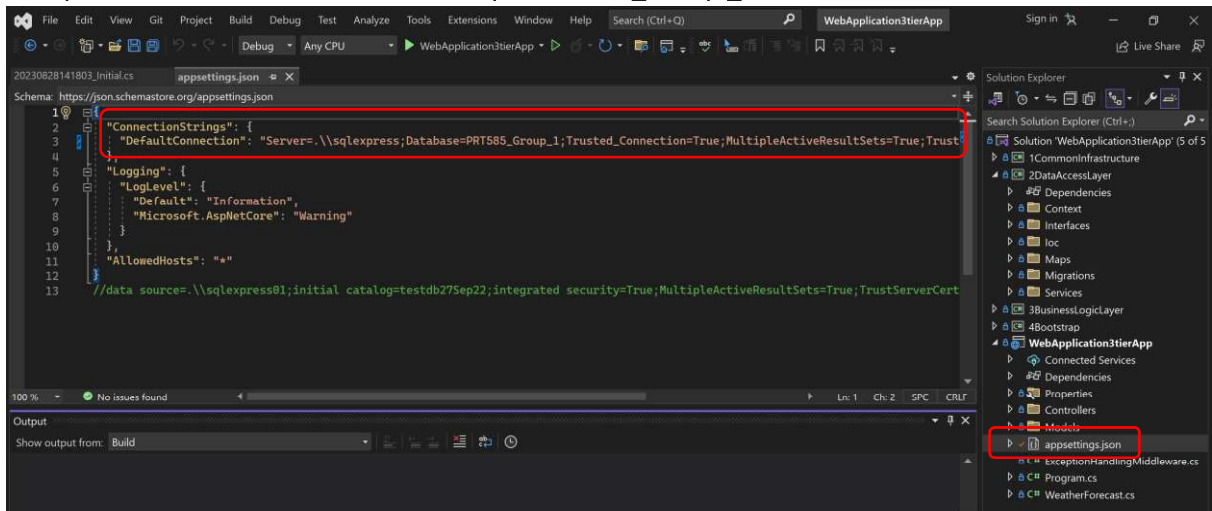 File Edit View Git Project Build Debug Test Analyze Tools Extensions Window Help Search (Ctrl+Q) WebApplication3tierApp Sign in
Debug Any CPU WebApplication3tierApp Live Share
20230828141803_Initial.cs appsettings.json
Schema: https://json.schemastore.org/appsettings.json
1 {
2 "ConnectionStrings": {
3 "DefaultConnection": "Server=.\\sqlexpress;Database=PRT585_Group_1;Trusted_Connection=True;MultipleActiveResultSets=True;Trust
4 },
5 "Logging": {
6 "LogLevel": {
7 "Default": "Information",
8 "Microsoft.AspNetCore": "Warning"
9 }
10 },
11 "AllowedHosts": "*"
12 }
13 //data source=.\\sqlexpress01;initial catalog=testdb27Sep22;integrated security=True;MultipleActiveResultSets=True;TrustServerCert
100 % No issues found Ln: 1 Ch: 2 SPC CRLF
Output
Show output from: Build
Solution Explorer
Search Solution Explorer (Ctrl+;)
Solution 'WebApplication3tierApp' (5 of 5
1CommonInfrastructure
2DataAccessLayer
Dependencies
Context
Interfaces
Ioc
Maps
Migrations
Services
3BusinessLogicLayer
4Bootstrap
WebApplication3tierApp
Connected Services
Dependencies
Properties
Controllers
Models
appsettings.json
C# ExceptionHandlingMiddleware.cs
C# Program.cs
C# WeatherForecast.cs